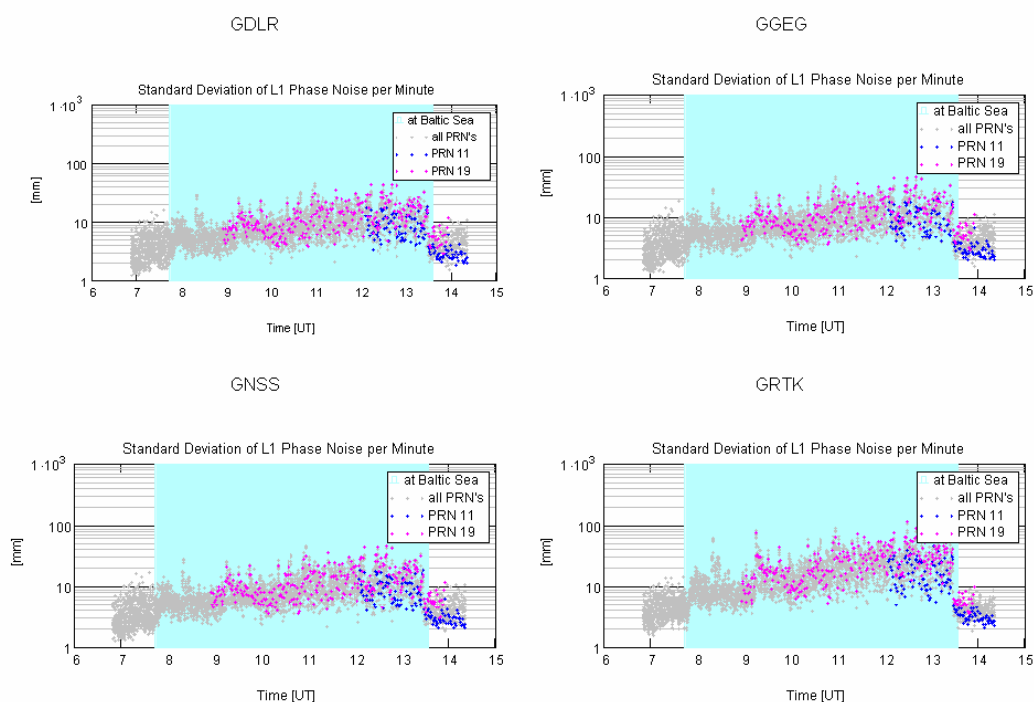 GDLR
Standard Deviation of L1 Phase Noise per Minute
1·10³
100
10
1
[mm]
at Baltic Sea
all PRN's
PRN 11
PRN 19
6 7 8 9 10 11 12 13 14 15
Time [UT]
GGEG
Standard Deviation of L1 Phase Noise per Minute
1·10³
100
10
1
[mm]
at Baltic Sea
all PRN's
PRN 11
PRN 19
6 7 8 9 10 11 12 13 14 15
Time [UT]
GNSS
Standard Deviation of L1 Phase Noise per Minute
1·10³
100
10
1
[mm]
at Baltic Sea
all PRN's
PRN 11
PRN 19
6 7 8 9 10 11 12 13 14 15
Time [UT]
GRTK
Standard Deviation of L1 Phase Noise per Minute
1·10³
100
10
1
[mm]
at Baltic Sea
all PRN's
PRN 11
PRN 19
6 7 8 9 10 11 12 13 14 15
Time [UT]